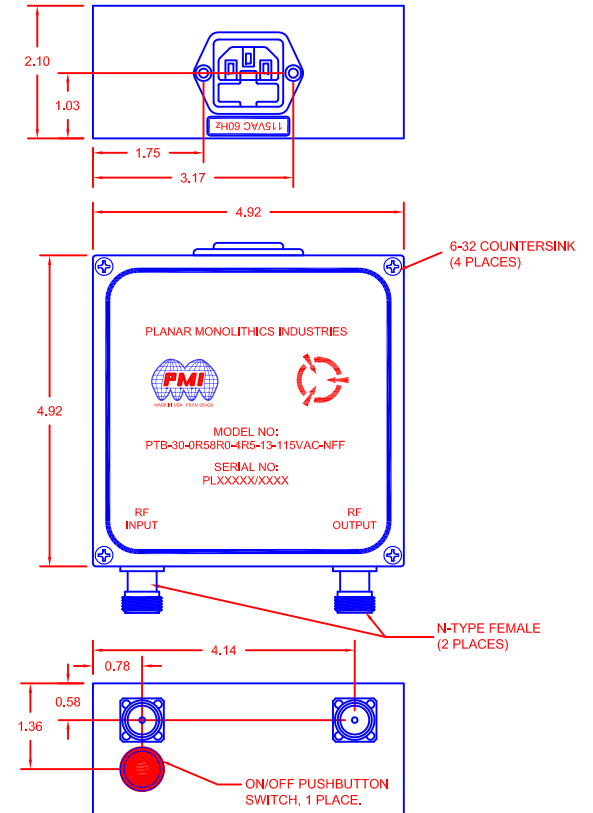 2.10
1.03
115VAC 60Hz
1.75
3.17
4.92
6-32 COUNTERSINK
(4 PLACES)
PLANAR MONOLITHICS INDUSTRIES
PMI
4.92
MODEL NO:
PTB-30-0R58R0-4R5-13-115VAC-NFF
SERIAL NO:
PLXXXXX/XXXX
RF
INPUT
RF
OUTPUT
N-TYPE FEMALE
(2 PLACES)
4.14
0.78
0.58
1.36
ON/OFF PUSHBUTTON
SWITCH, 1 PLACE.